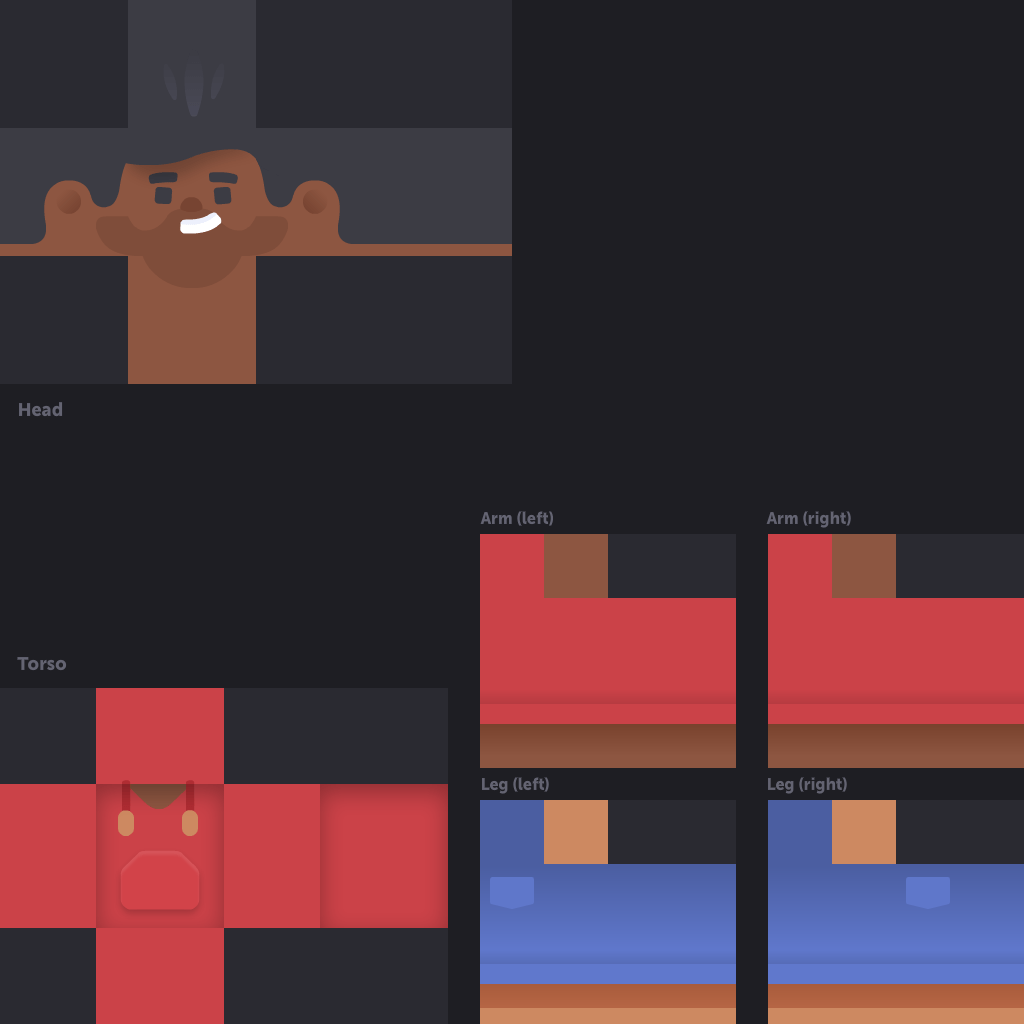 Head
Arm (left)
Arm (right)
Torso
Leg (left)
Leg (right)